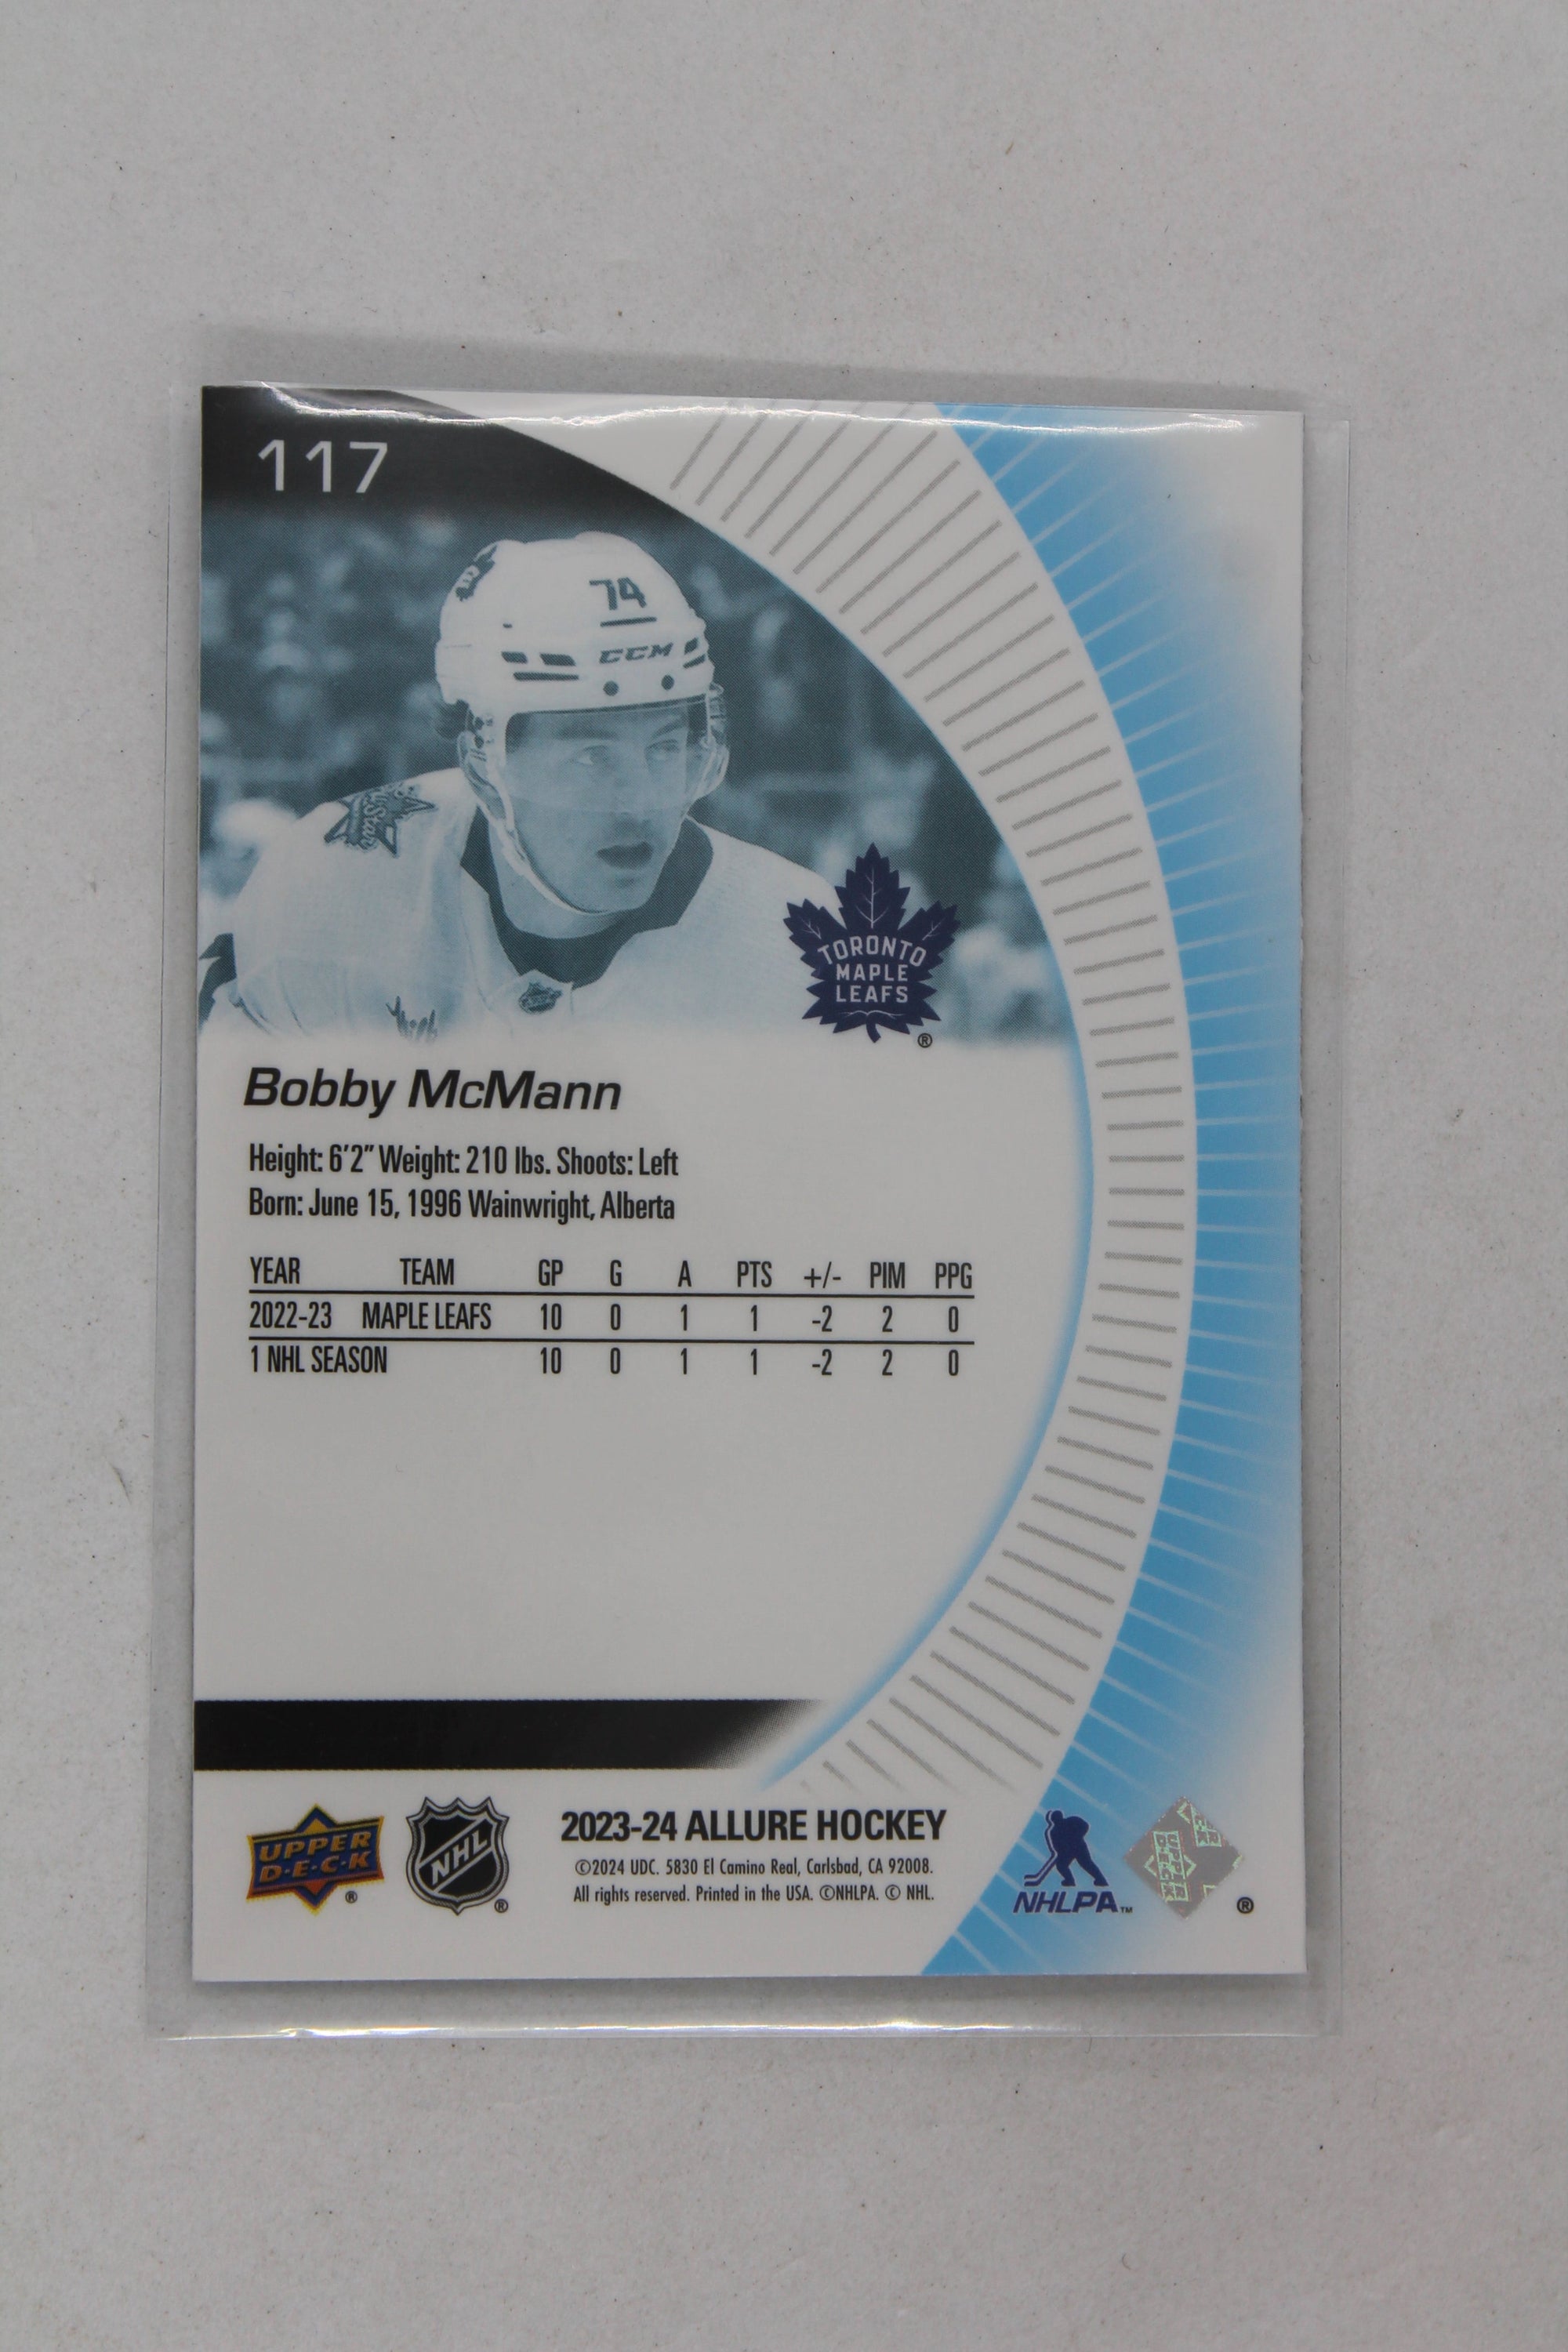 117
74
CCM
TORONTO
MAPLE
LEAFS
®
Bobby McMann
Height: 6'2" Weight: 210 lbs. Shoots: Left
Born: June 15, 1996 Wainwright, Alberta
YEAR TEAM GP G A PTS +/- PIM PPG
2022-23 MAPLE LEAFS 10 0 1 1 -2 2 0
1 NHL SEASON 10 0 1 1 -2 2 0
UPPER
D·E·C·K
®
NHL
®
2023-24 ALLURE HOCKEY
©2024 UDC. 5830 El Camino Real, Carlsbad, CA 92008.
All rights reserved. Printed in the USA. ©NHLPA. © NHL.
NHLPA™
®